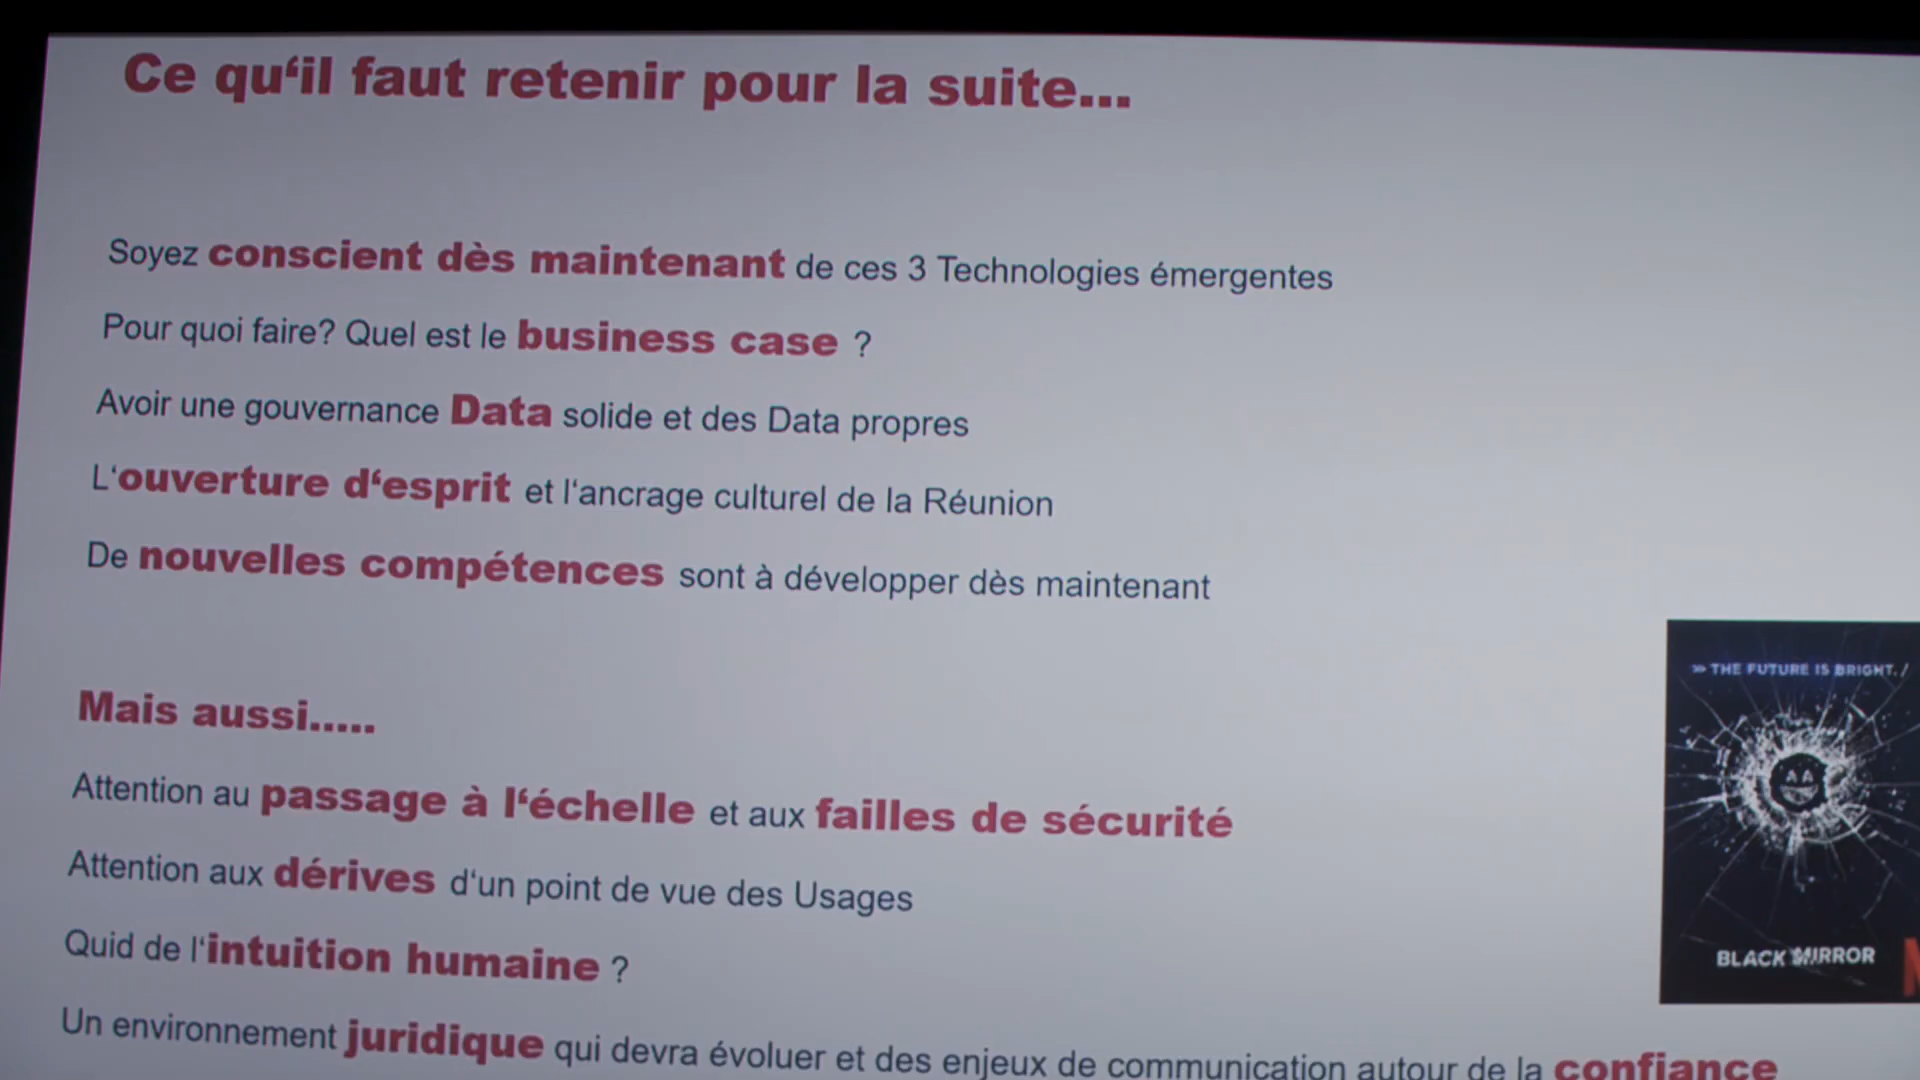 Ce qu‘il faut retenir pour la suite...
Soyez conscient dès maintenant de ces 3 Technologies émergentes
Pour quoi faire? Quel est le business case ?
Avoir une gouvernance Data solide et des Data propres
L‘ouverture d‘esprit et l‘ancrage culturel de la Réunion
De nouvelles compétences sont à développer dès maintenant
Mais aussi.....
Attention au passage à l‘échelle et aux failles de sécurité
Attention aux dérives d‘un point de vue des Usages
Quid de l‘intuition humaine ?
Un environnement juridique qui devra évoluer et des enjeux de communication autour de la confiance
THE FUTURE IS BRIGHT.
BLACK MIRROR
N